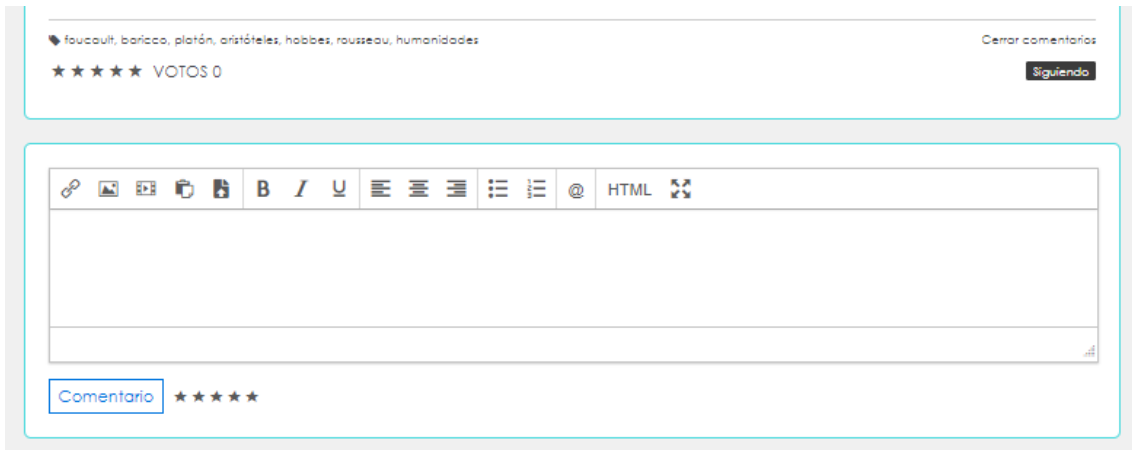 foucault, baricco, platón, aristóteles, hobbes, rousseau, humanidades
Cerrar comentarios
VOTOS 0
Siguiendo
B I U @ HTML
Comentario